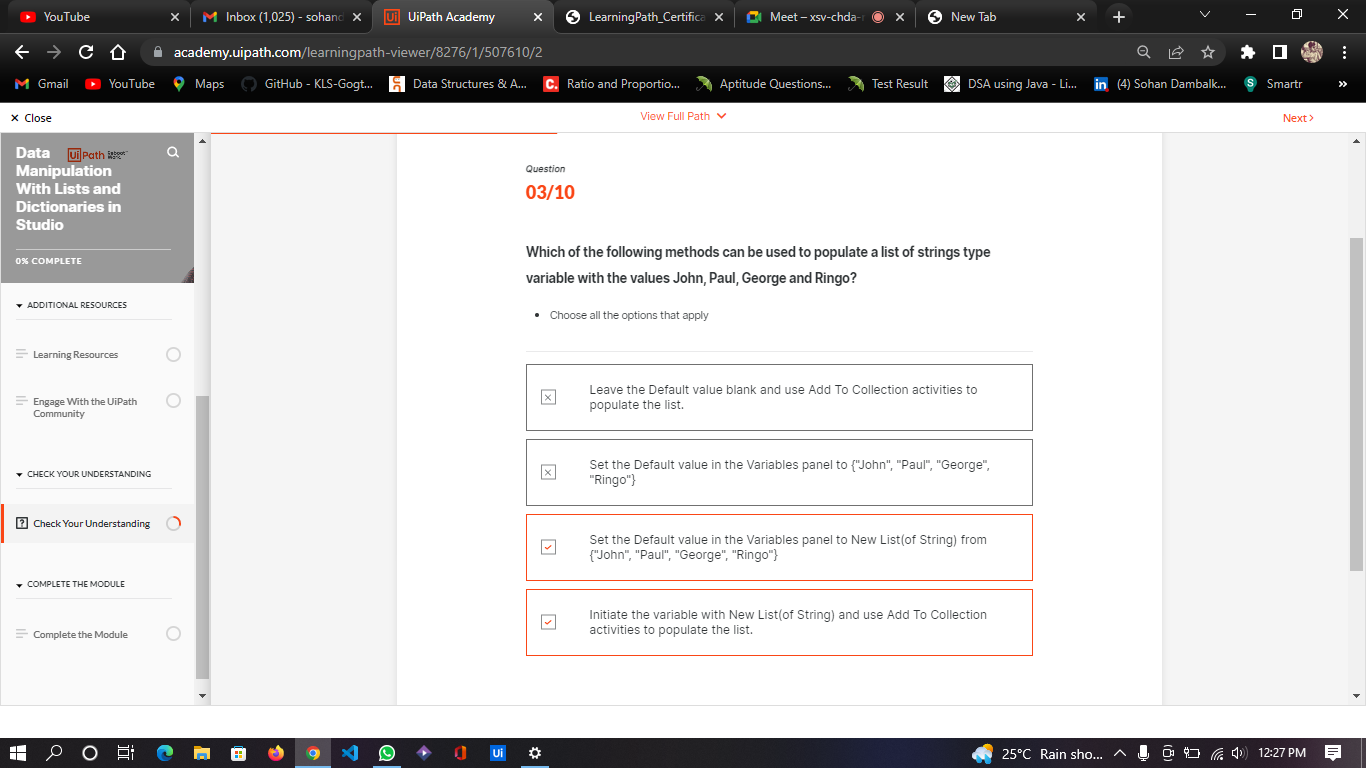 YouTube
Inbox (1,025) - sohand
UiPath Academy
LearningPath_Certifica
Meet – xsv-chda-r
New Tab
academy.uipath.com/learningpath-viewer/8276/1/507610/2
Gmail
YouTube
Maps
GitHub - KLS-Gogt...
Data Structures & A...
Ratio and Proportio...
Aptitude Questions...
Test Result
DSA using Java - Li...
(4) Sohan Dambalk...
Smartr
»
× Close
View Full Path
Next >
Data
Manipulation
With Lists and
Dictionaries in
Studio
Ui Path
0% COMPLETE
ADDITIONAL RESOURCES
Learning Resources
Engage With the UiPath
Community
CHECK YOUR UNDERSTANDING
Check Your Understanding
COMPLETE THE MODULE
Complete the Module
Question
03/10
Which of the following methods can be used to populate a list of strings type
variable with the values John, Paul, George and Ringo?
• Choose all the options that apply
Leave the Default value blank and use Add To Collection activities to
populate the list.
Set the Default value in the Variables panel to {"John", "Paul", "George",
"Ringo"}
Set the Default value in the Variables panel to New List(of String) from
{"John", "Paul", "George", "Ringo"}
Initiate the variable with New List(of String) and use Add To Collection
activities to populate the list.
Ui
25°C Rain sho...
12:27 PM